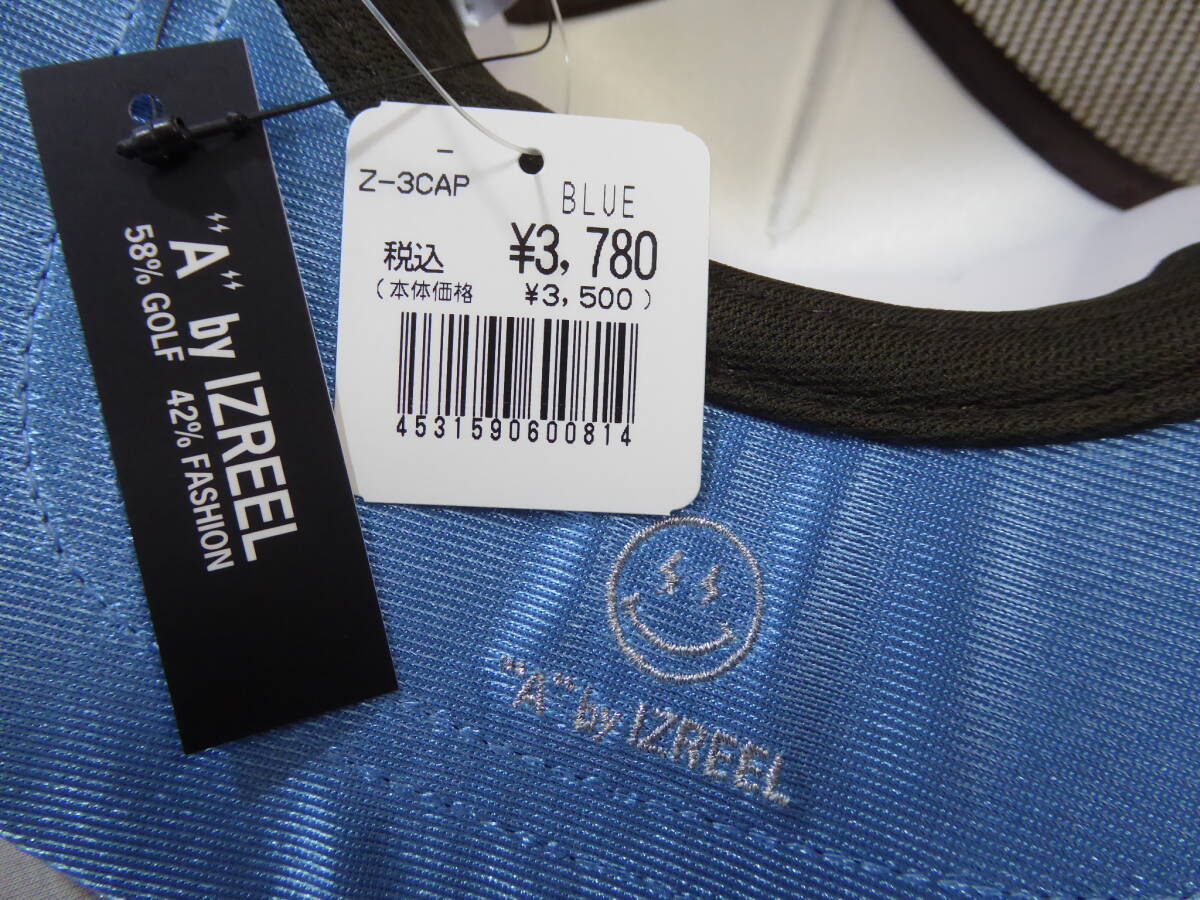 "A" by IZREEL
58% GOLF 42% FASHION
-
Z-3CAP
BLUE
税込 ¥3,780
(本体価格 ¥3,500)
4531590600814
"A" by IZREEL